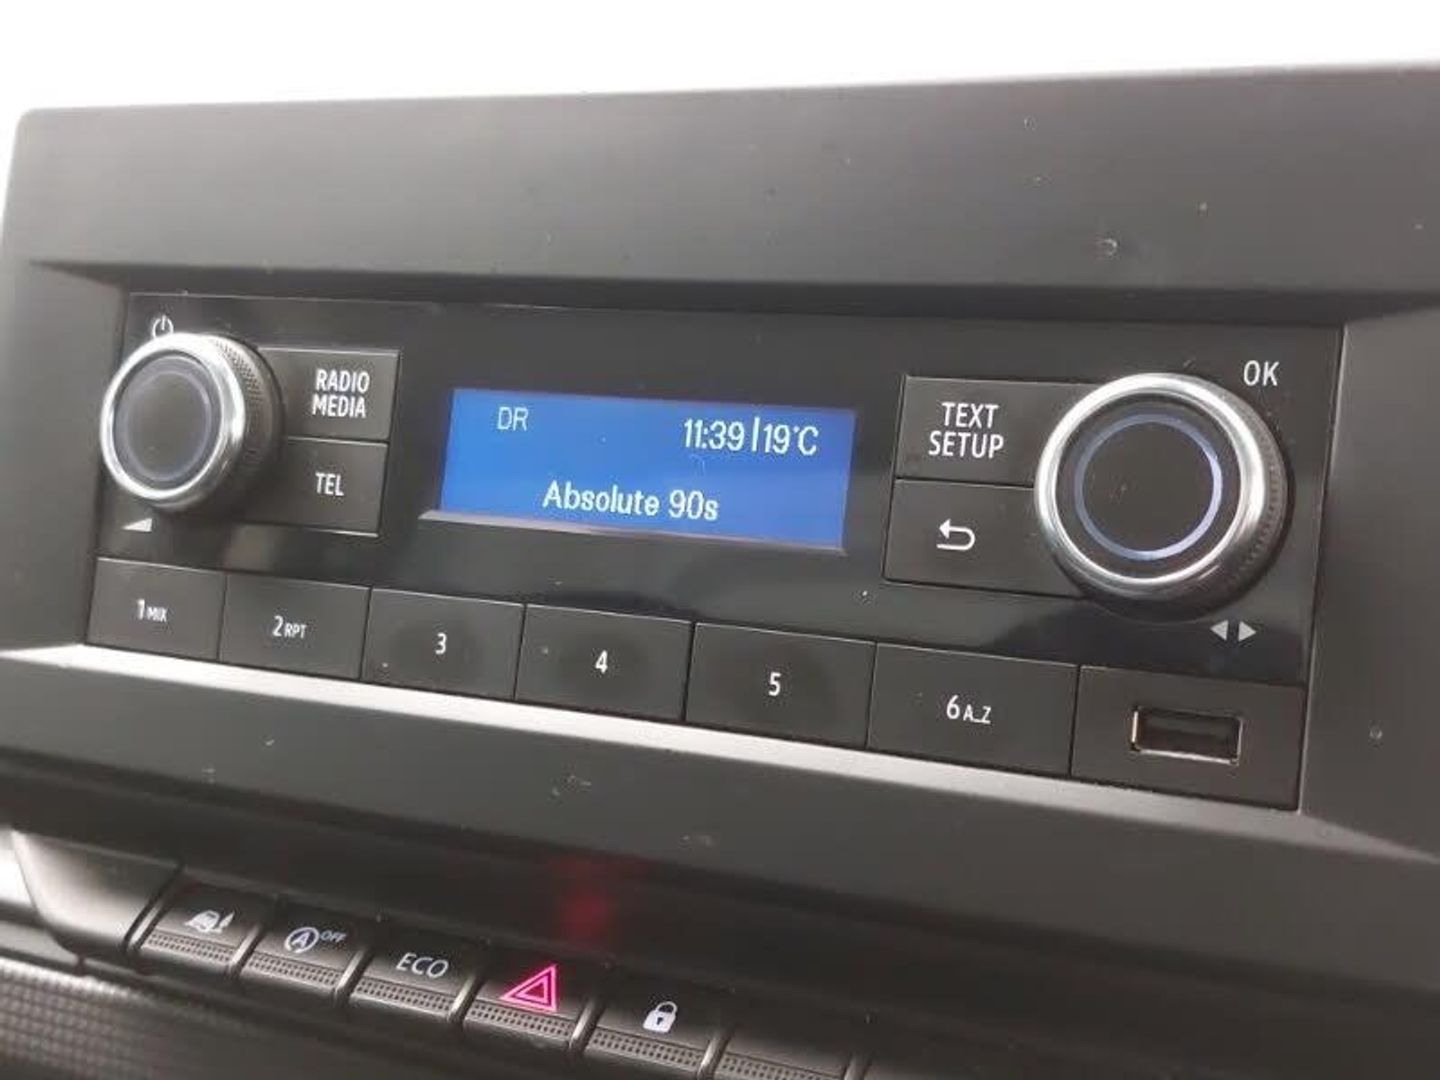 RADIO
MEDIA
TEL
DR
11:39|19°C
Absolute 90s
TEXT
SETUP
OK
1 MIX
2 RPT
3
4
5
6 A_Z
A OFF
ECO